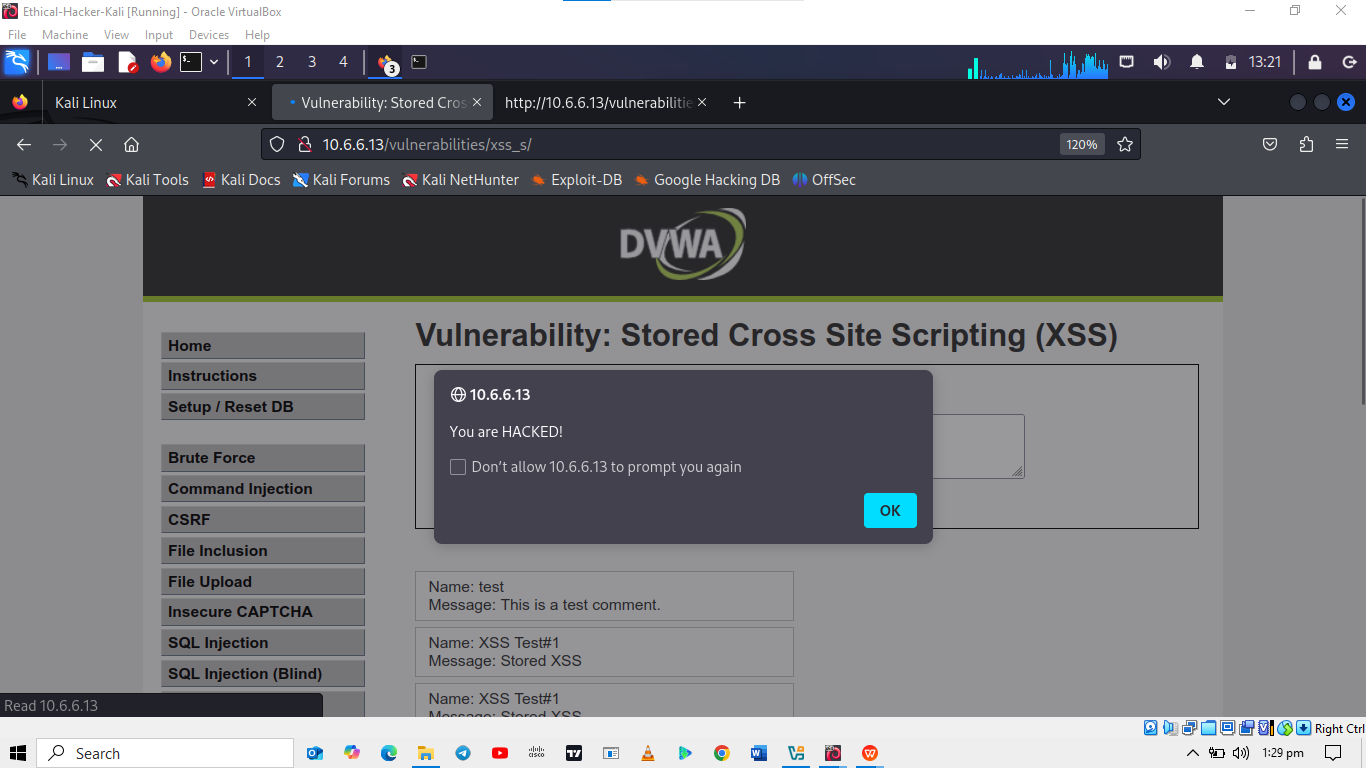 Ethical-Hacker-Kali [Running] - Oracle VirtualBox
File Machine View Input Devices Help
1 2 3 4 3 13:21
Kali Linux Vulnerability: Stored Cros http://10.6.6.13/vulnerabilitie
10.6.6.13/vulnerabilities/xss_s/ 120%
Kali Linux Kali Tools Kali Docs Kali Forums Kali NetHunter Exploit-DB Google Hacking DB OffSec
DVWA
Vulnerability: Stored Cross Site Scripting (XSS)
Home
Instructions
Setup / Reset DB
Brute Force
Command Injection
CSRF
File Inclusion
File Upload
Insecure CAPTCHA
SQL Injection
SQL Injection (Blind)
10.6.6.13
You are HACKED!
Don't allow 10.6.6.13 to prompt you again
OK
Name: test
Message: This is a test comment.
Name: XSS Test#1
Message: Stored XSS
Name: XSS Test#1
Message: Stored XSS
Read 10.6.6.13
Right Ctrl
Search 1:29 pm